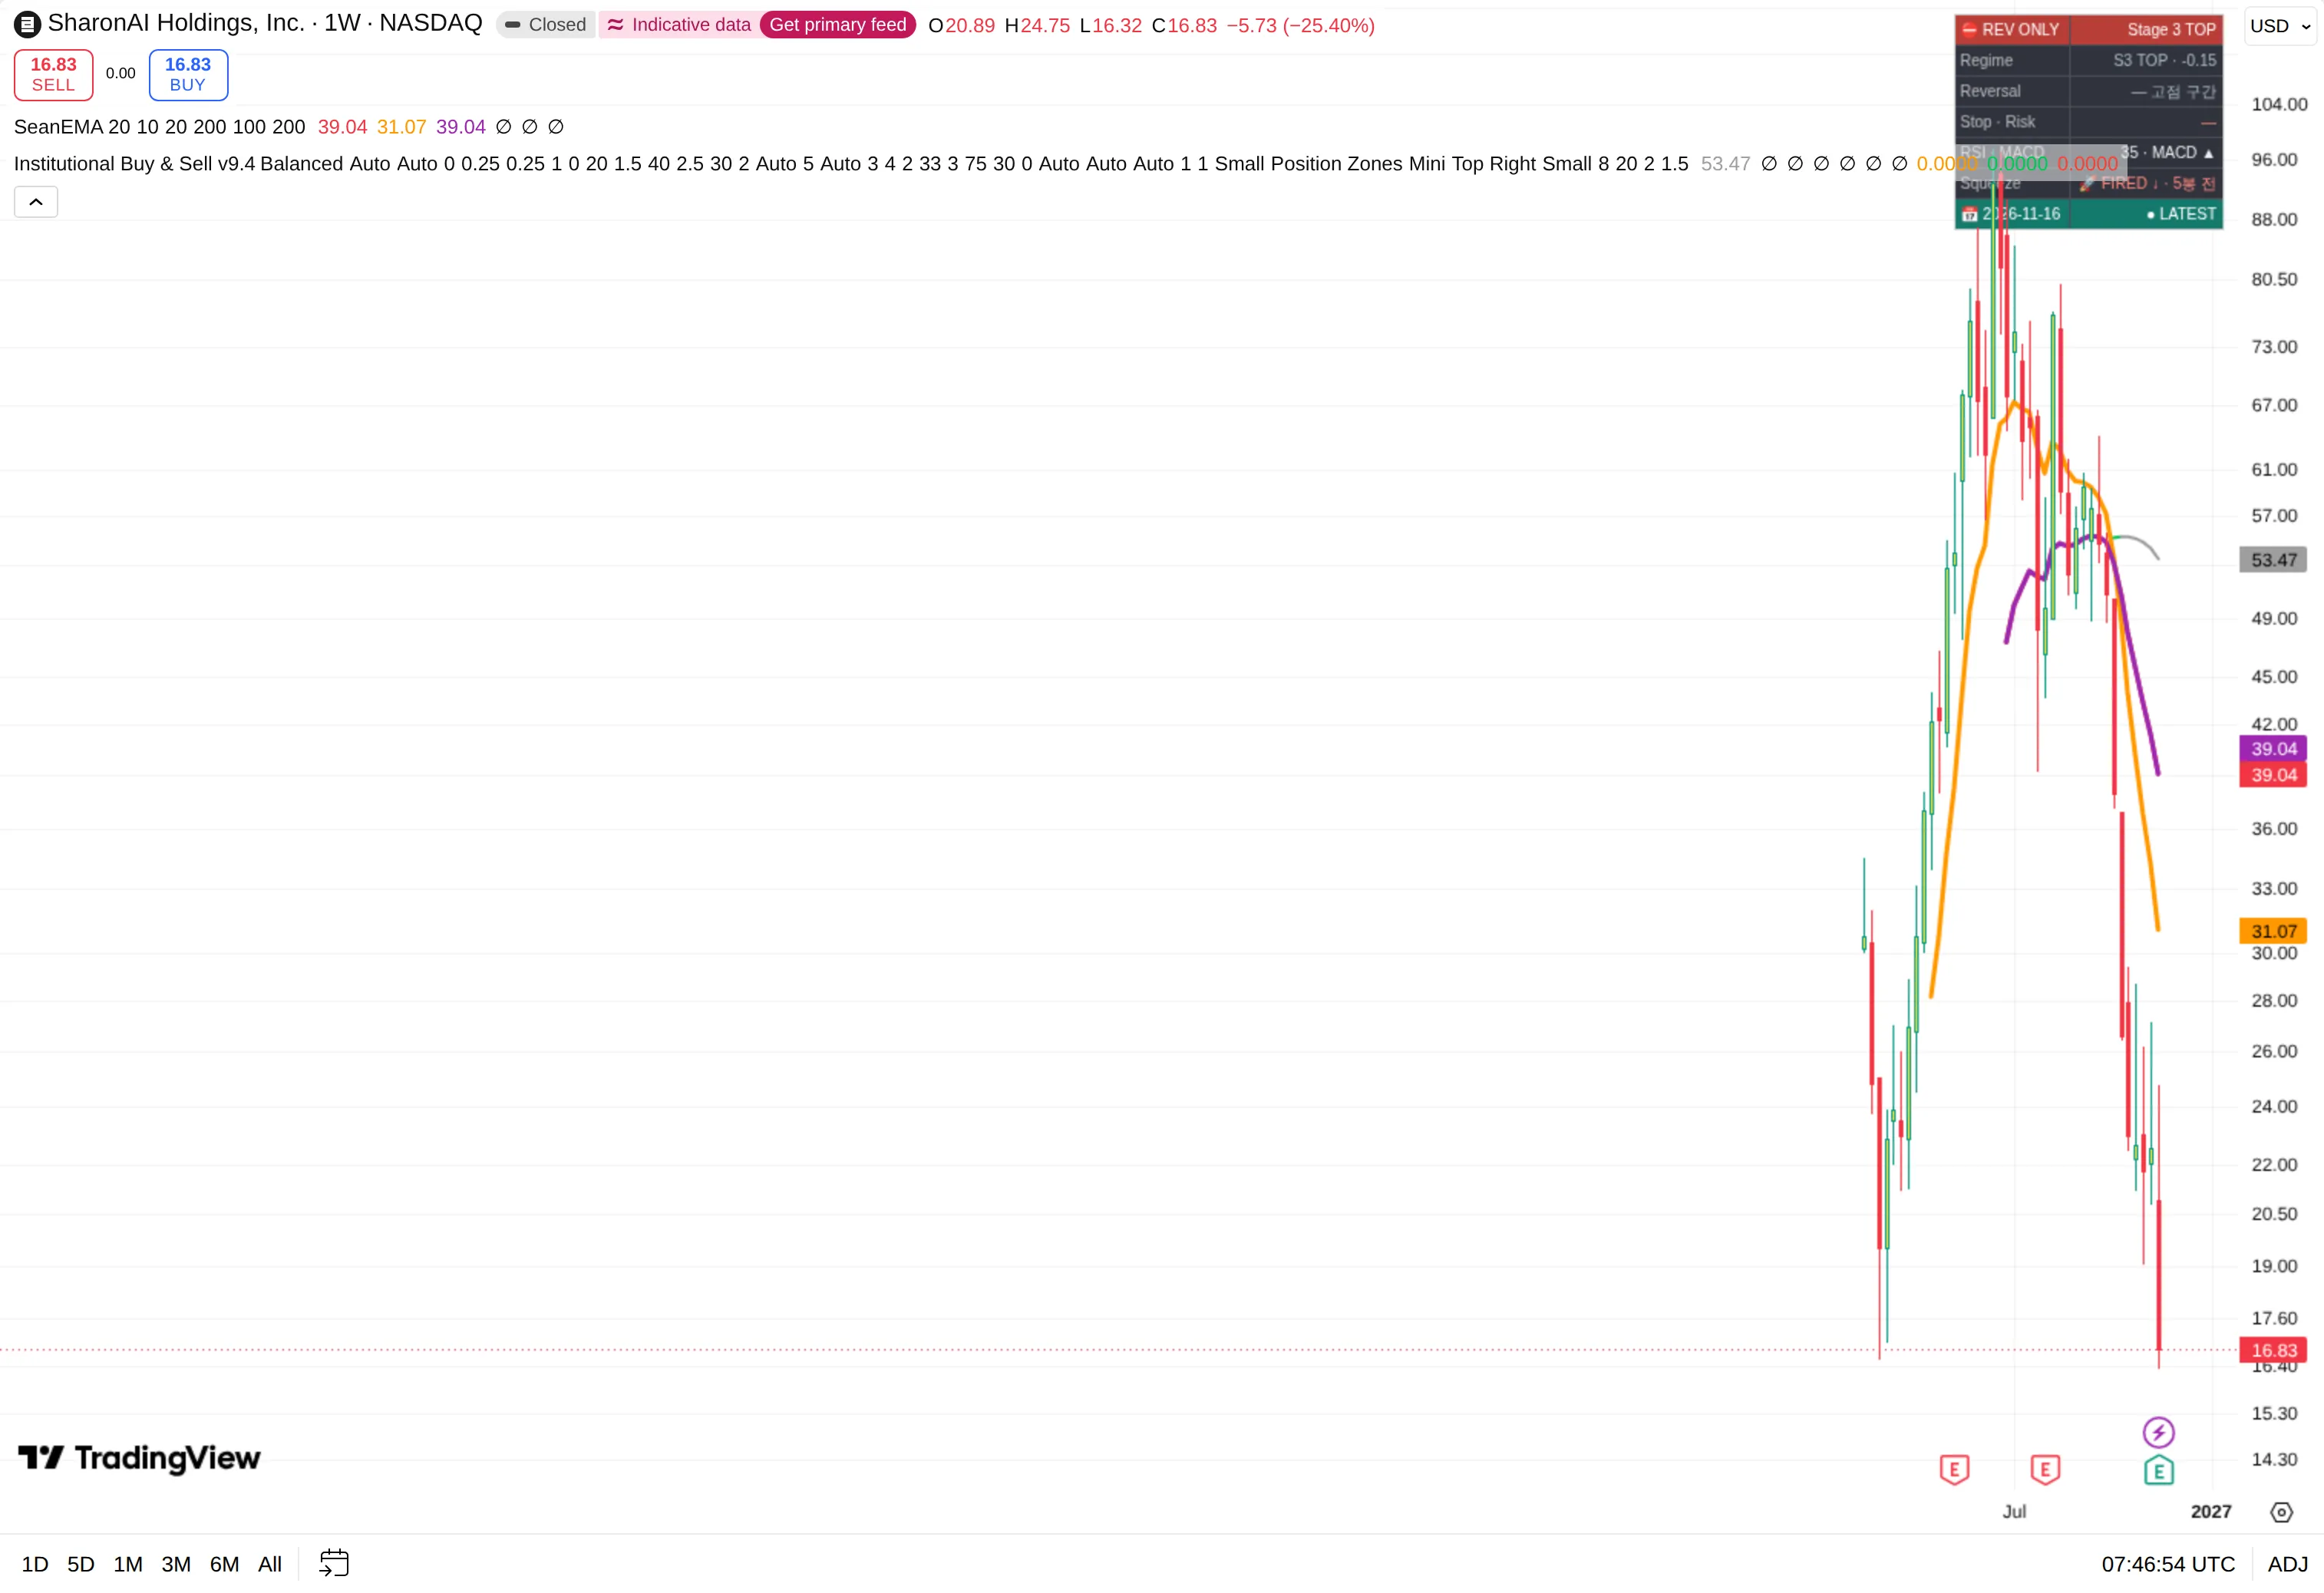 SharonAI Holdings, Inc. · 1W · NASDAQ Closed Indicative data Get primary feed O20.89 H24.75 L16.32 C16.83 −5.73 (−25.40%)
16.83 SELL 0.00 16.83 BUY
SeanEMA 20 10 20 200 100 200 39.04 31.07 39.04 ∅ ∅ ∅
Institutional Buy & Sell v9.4 Balanced Auto Auto 0 0.25 0.25 1 0 20 1.5 40 2.5 30 2 Auto 5 Auto 3 4 2 33 3 75 30 0 Auto Auto Auto 1 1 Small Position Zones Mini Top Right Small 8 20 2 1.5 53.47 ∅ ∅ ∅ ∅ ∅ ∅ 0.0000 0.0000 0.0000
REV ONLY Stage 3 TOP
Regime S3 TOP · -0.15
Reversal — 고점 구간
Stop · Risk —
RSI · MACD 35 · MACD ▲
Squeeze FIRED ↓ · 5봉 전
2026-11-16 ● LATEST
USD
104.00
96.00
88.00
80.50
73.00
67.00
61.00
57.00
53.47
49.00
45.00
42.00
39.04
39.04
36.00
33.00
31.07
30.00
28.00
26.00
24.00
22.00
20.50
19.00
17.60
16.83
16.40
15.30
14.30
TradingView
E E E
Jul 2027
1D 5D 1M 3M 6M All 07:46:54 UTC ADJ